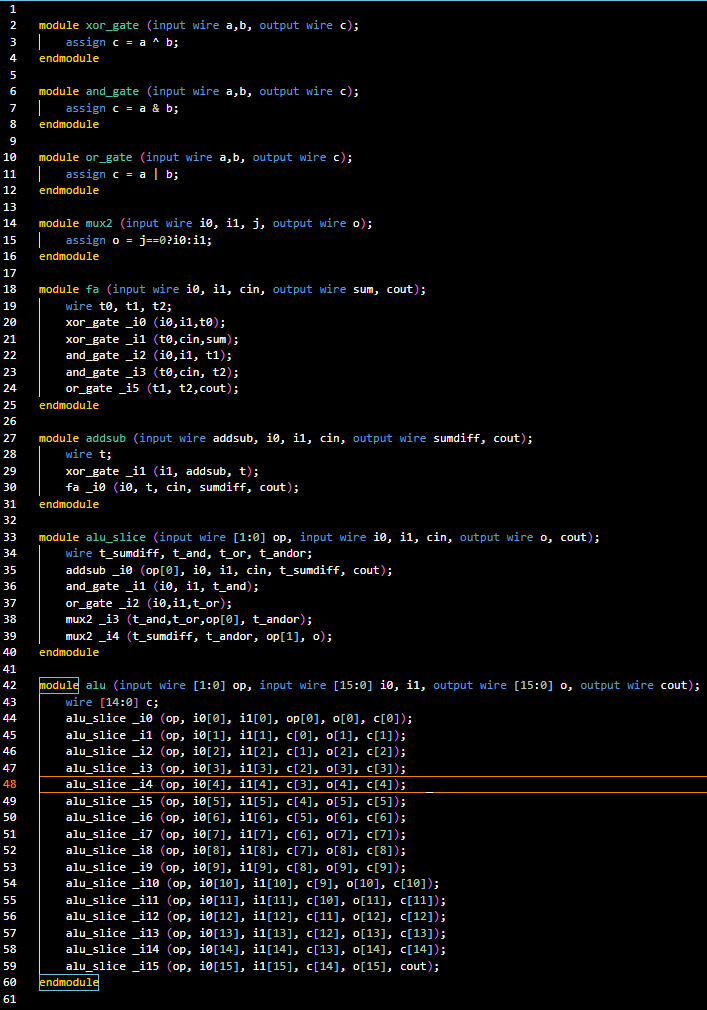 1
2 module xor_gate (input wire a,b, output wire c);
3 assign c = a ^ b;
4 endmodule
5
6 module and_gate (input wire a,b, output wire c);
7 assign c = a & b;
8 endmodule
9
10 module or_gate (input wire a,b, output wire c);
11 assign c = a | b;
12 endmodule
13
14 module mux2 (input wire i0, i1, j, output wire o);
15 assign o = j==0?i0:i1;
16 endmodule
17
18 module fa (input wire i0, i1, cin, output wire sum, cout);
19 wire t0, t1, t2;
20 xor_gate _i0 (i0,i1,t0);
21 xor_gate _i1 (t0,cin,sum);
22 and_gate _i2 (i0,i1, t1);
23 and_gate _i3 (t0,cin, t2);
24 or_gate _i5 (t1, t2,cout);
25 endmodule
26
27 module addsub (input wire addsub, i0, i1, cin, output wire sumdiff, cout);
28 wire t;
29 xor_gate _i1 (i1, addsub, t);
30 fa _i0 (i0, t, cin, sumdiff, cout);
31 endmodule
32
33 module alu_slice (input wire [1:0] op, input wire i0, i1, cin, output wire o, cout);
34 wire t_sumdiff, t_and, t_or, t_andor;
35 addsub _i0 (op[0], i0, i1, cin, t_sumdiff, cout);
36 and_gate _i1 (i0, i1, t_and);
37 or_gate _i2 (i0,i1,t_or);
38 mux2 _i3 (t_and,t_or,op[0], t_andor);
39 mux2 _i4 (t_sumdiff, t_andor, op[1], o);
40 endmodule
41
42 module alu (input wire [1:0] op, input wire [15:0] i0, i1, output wire [15:0] o, output wire cout);
43 wire [14:0] c;
44 alu_slice _i0 (op, i0[0], i1[0], op[0], o[0], c[0]);
45 alu_slice _i1 (op, i0[1], i1[1], c[0], o[1], c[1]);
46 alu_slice _i2 (op, i0[2], i1[2], c[1], o[2], c[2]);
47 alu_slice _i3 (op, i0[3], i1[3], c[2], o[3], c[3]);
48 alu_slice _i4 (op, i0[4], i1[4], c[3], o[4], c[4]);
49 alu_slice _i5 (op, i0[5], i1[5], c[4], o[5], c[5]);
50 alu_slice _i6 (op, i0[6], i1[6], c[5], o[6], c[6]);
51 alu_slice _i7 (op, i0[7], i1[7], c[6], o[7], c[7]);
52 alu_slice _i8 (op, i0[8], i1[8], c[7], o[8], c[8]);
53 alu_slice _i9 (op, i0[9], i1[9], c[8], o[9], c[9]);
54 alu_slice _i10 (op, i0[10], i1[10], c[9], o[10], c[10]);
55 alu_slice _i11 (op, i0[11], i1[11], c[10], o[11], c[11]);
56 alu_slice _i12 (op, i0[12], i1[12], c[11], o[12], c[12]);
57 alu_slice _i13 (op, i0[13], i1[13], c[12], o[13], c[13]);
58 alu_slice _i14 (op, i0[14], i1[14], c[13], o[14], c[14]);
59 alu_slice _i15 (op, i0[15], i1[15], c[14], o[15], cout);
60 endmodule
61